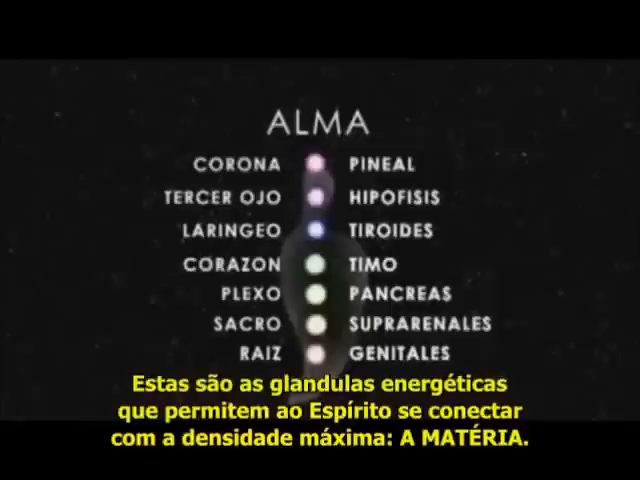 ALMA
CORONA PINEAL
TERCER OJO HIPOFISIS
LARINGEO TIROIDES
CORAZON TIMO
PLEXO PANCREAS
SACRO SUPRARENALES
RAIZ GENITALES
Estas são as glandulas energéticas
que permitem ao Espírito se conectar
com a densidade máxima: A MATÉRIA.